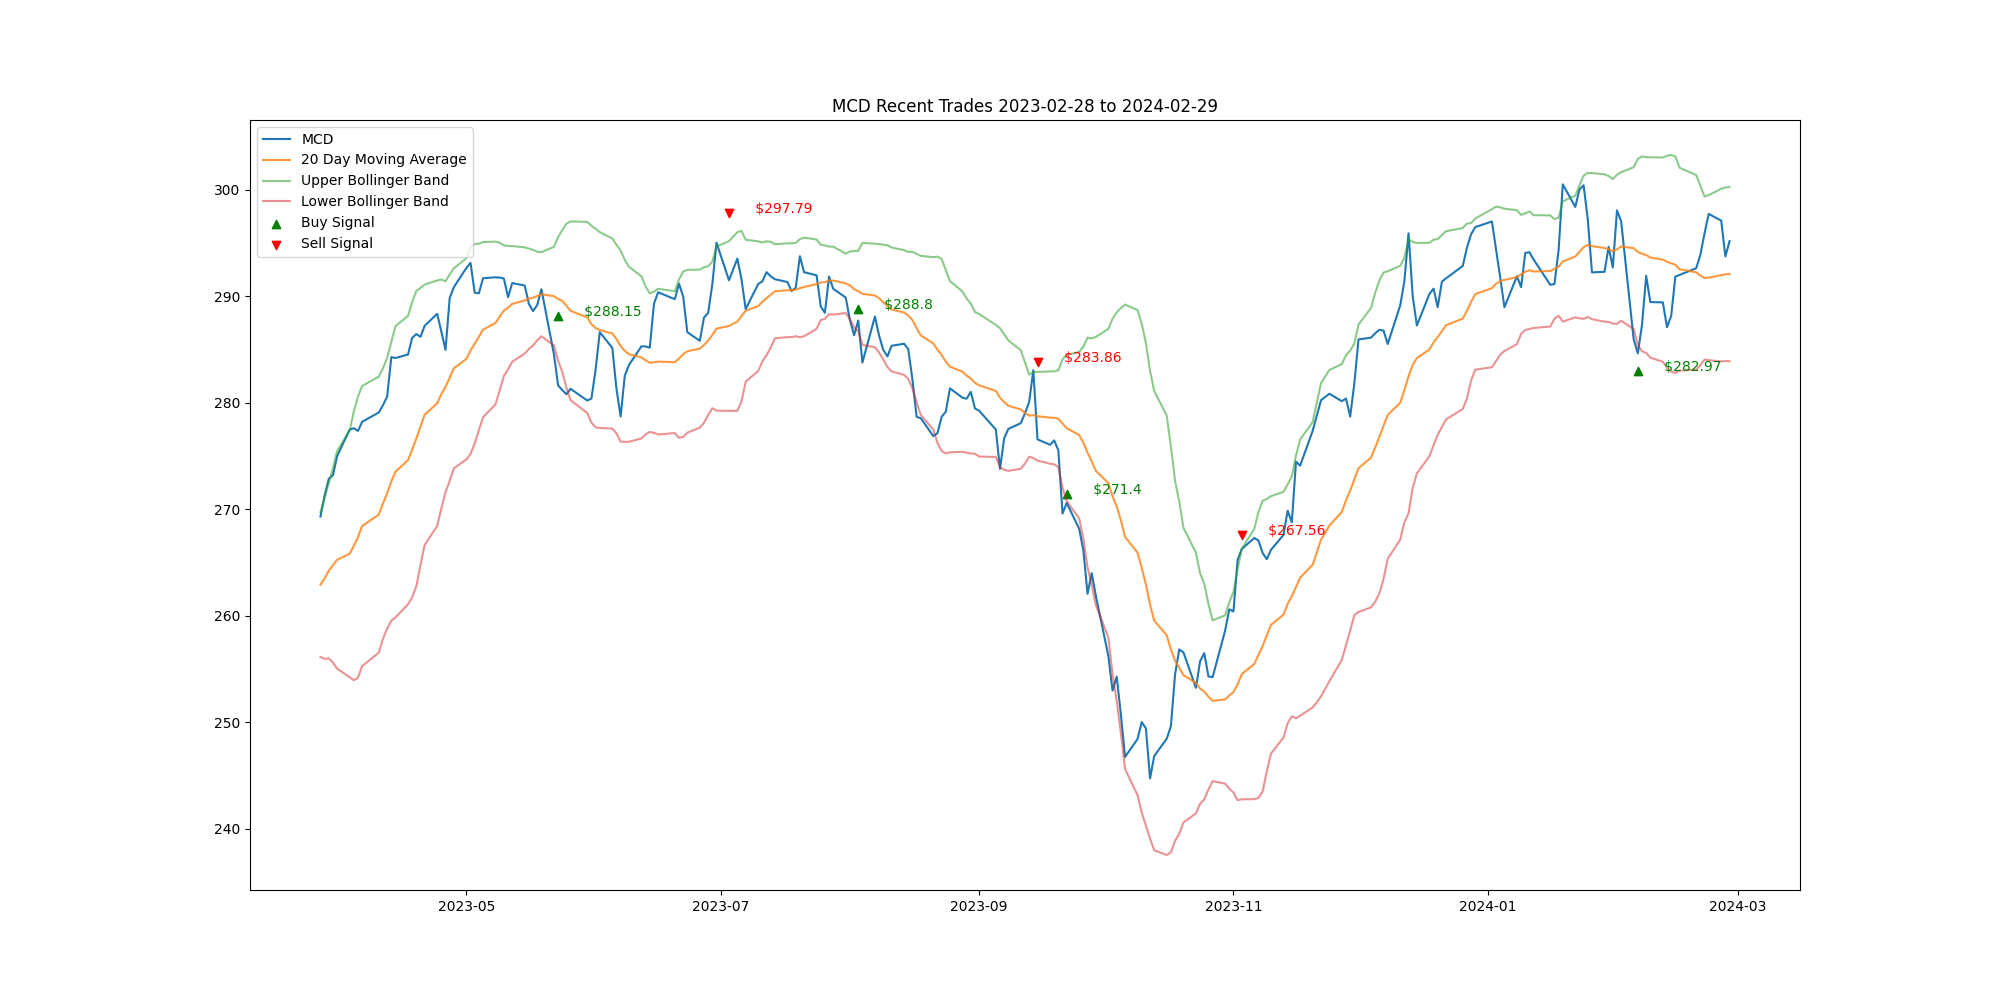 MCD Recent Trades 2023-02-28 to 2024-02-29
MCD
20 Day Moving Average
Upper Bollinger Band
Lower Bollinger Band
Buy Signal
Sell Signal
300
290
280
270
260
250
240
$297.79
$288.15
$288.8
$283.86
$282.97
$271.4
$267.56
2023-05
2023-07
2023-09
2023-11
2024-01
2024-03